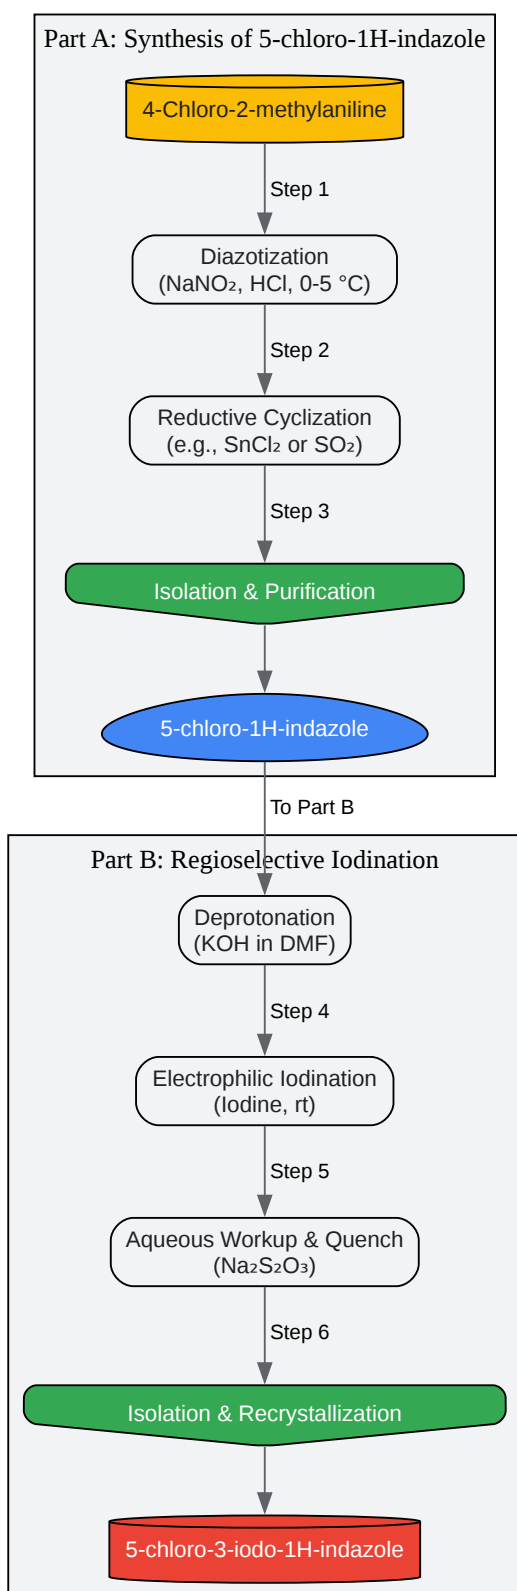 Part A: Synthesis of 5-chloro-1H-indazole
4-Chloro-2-methylaniline
Step 1
Diazotization
(NaNO₂, HCl, 0-5 °C)
Step 2
Reductive Cyclization
(e.g., SnCl₂ or SO₂)
Step 3
Isolation & Purification
5-chloro-1H-indazole
To Part B
Part B: Regioselective Iodination
Deprotonation
(KOH in DMF)
Step 4
Electrophilic Iodination
(Iodine, rt)
Step 5
Aqueous Workup & Quench
(Na₂S₂O₃)
Step 6
Isolation & Recrystallization
5-chloro-3-iodo-1H-indazole